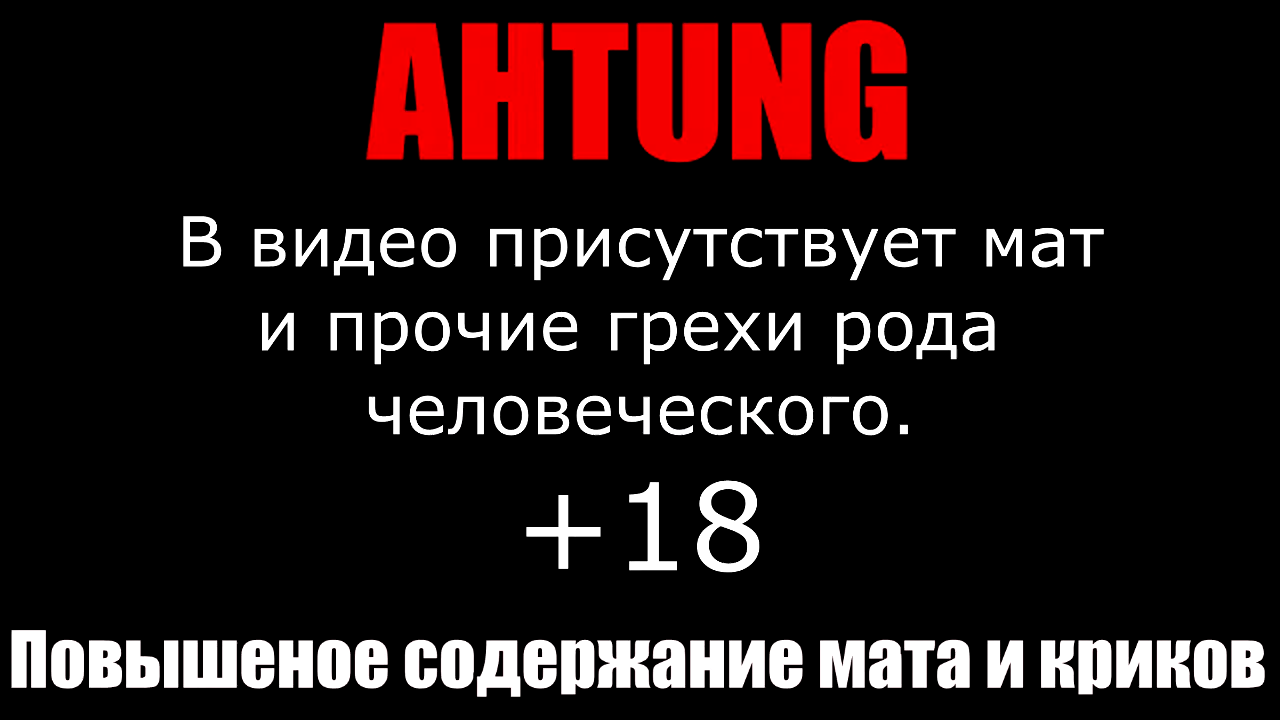 AHTUNG
В видео присутствует мат
и прочие грехи рода
человеческого.
+18
Повышеное содержание мата и криков